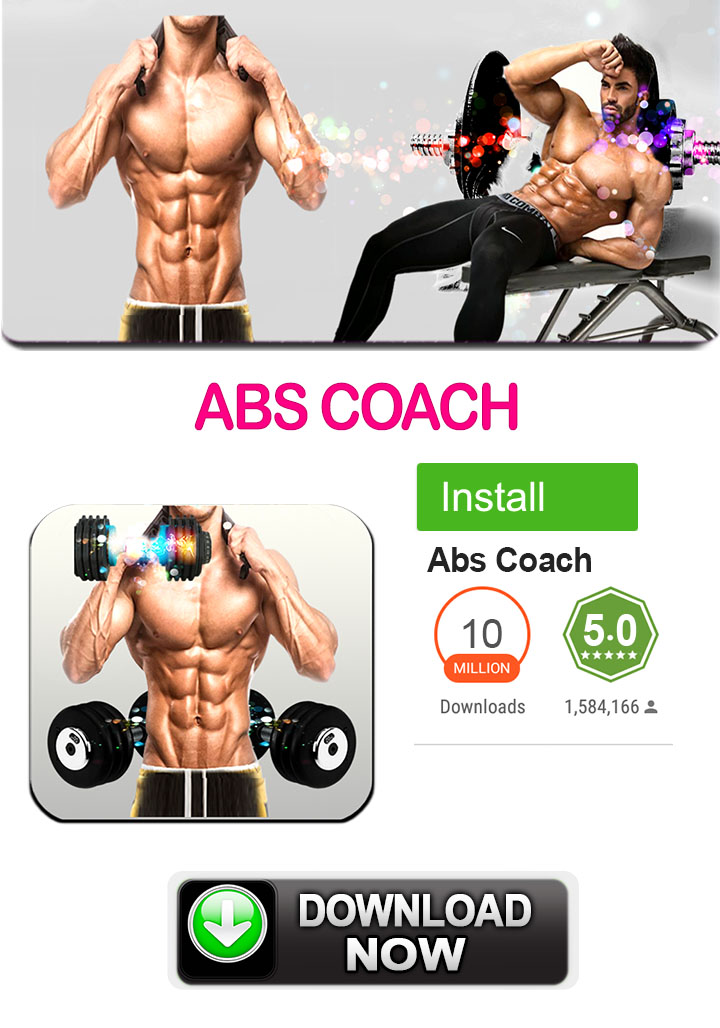 ABS COACH
Install
Abs Coach
10
MILLION
5.0
Downloads
1,584,166
DOWNLOAD
NOW